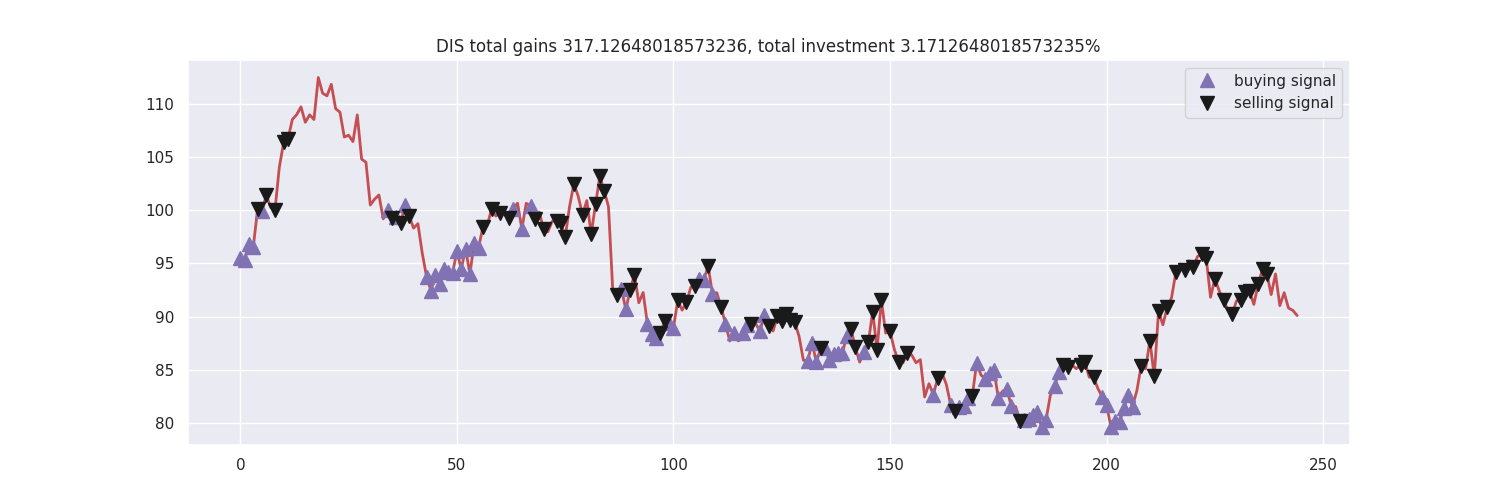 DIS total gains 317.12648018573236, total investment 3.1712648018573235%
buying signal
selling signal
110
105
100
95
90
85
80
0 50 100 150 200 250